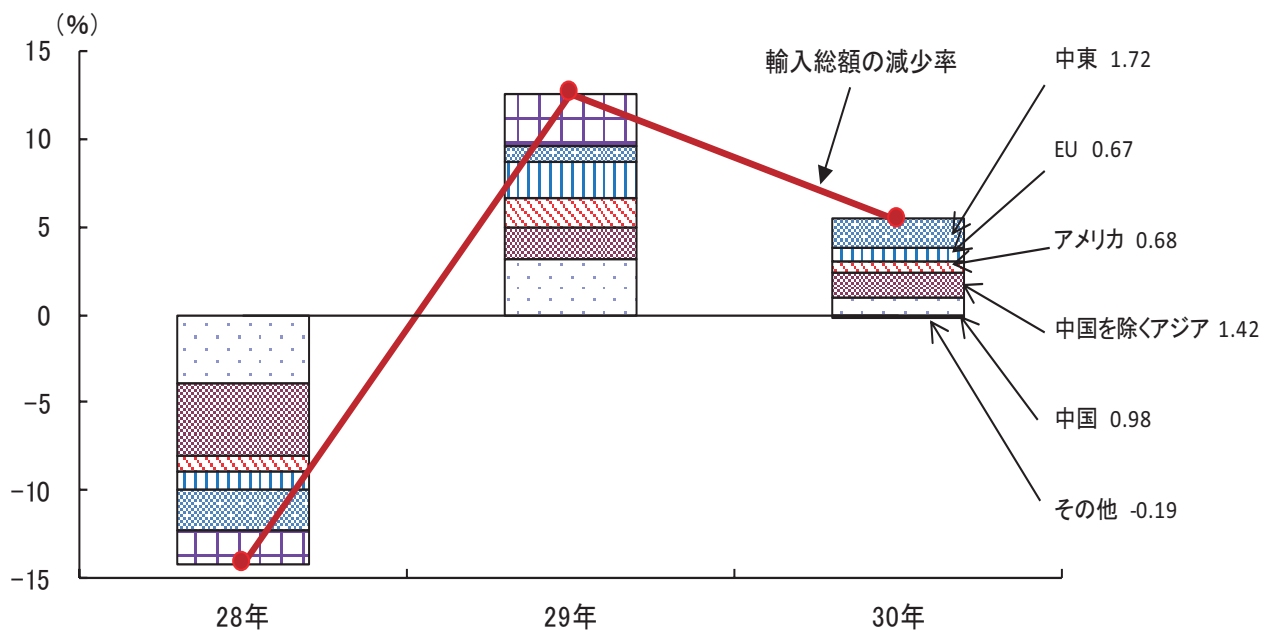 (%)
15
10
5
0
-5
-10
-15
28年
29年
30年
輸入総額の減少率
中東 1.72
EU 0.67
アメリカ 0.68
中国を除くアジア 1.42
中国 0.98
その他 -0.19